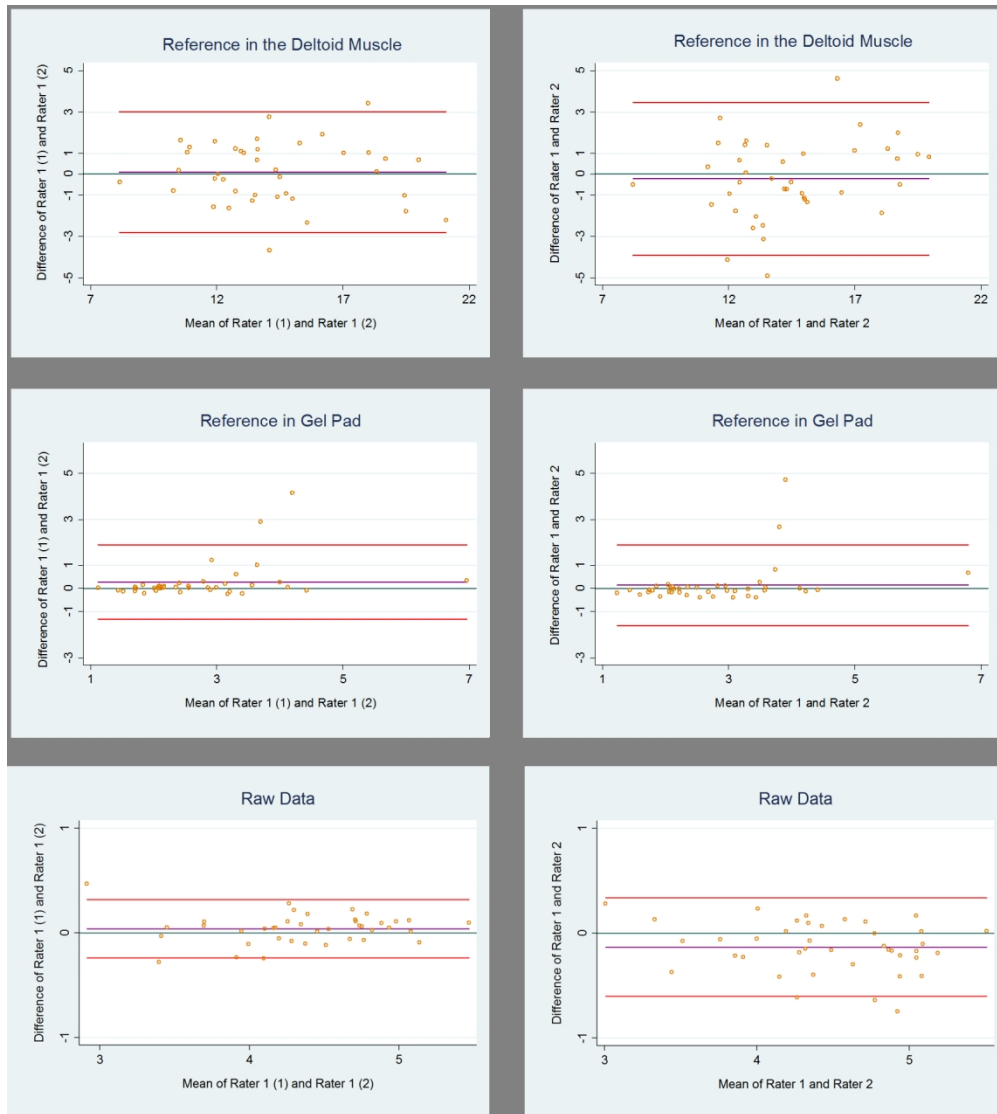 Reference in the Deltoid Muscle
Difference of Rater 1 (1) and Rater 1 (2)
5
3
1
0
-1
-3
-5
7 12 17 22
Mean of Rater 1 (1) and Rater 1 (2)
Reference in the Deltoid Muscle
Difference of Rater 1 and Rater 2
5
3
1
0
-1
-3
-5
7 12 17 22
Mean of Rater 1 and Rater 2
Reference in Gel Pad
Difference of Rater 1 (1) and Rater 1 (2)
5
3
1
0
-1
-3
1 3 5 7
Mean of Rater 1 (1) and Rater 1 (2)
Reference in Gel Pad
Difference of Rater 1 and Rater 2
5
3
1
0
-1
-3
1 3 5 7
Mean of Rater 1 and Rater 2
Raw Data
Difference of Rater 1 (1) and Rater 1 (2)
1
0
-1
3 4 5
Mean of Rater 1 (1) and Rater 1 (2)
Raw Data
Difference of Rater 1 and Rater 2
1
0
-1
3 4 5
Mean of Rater 1 and Rater 2